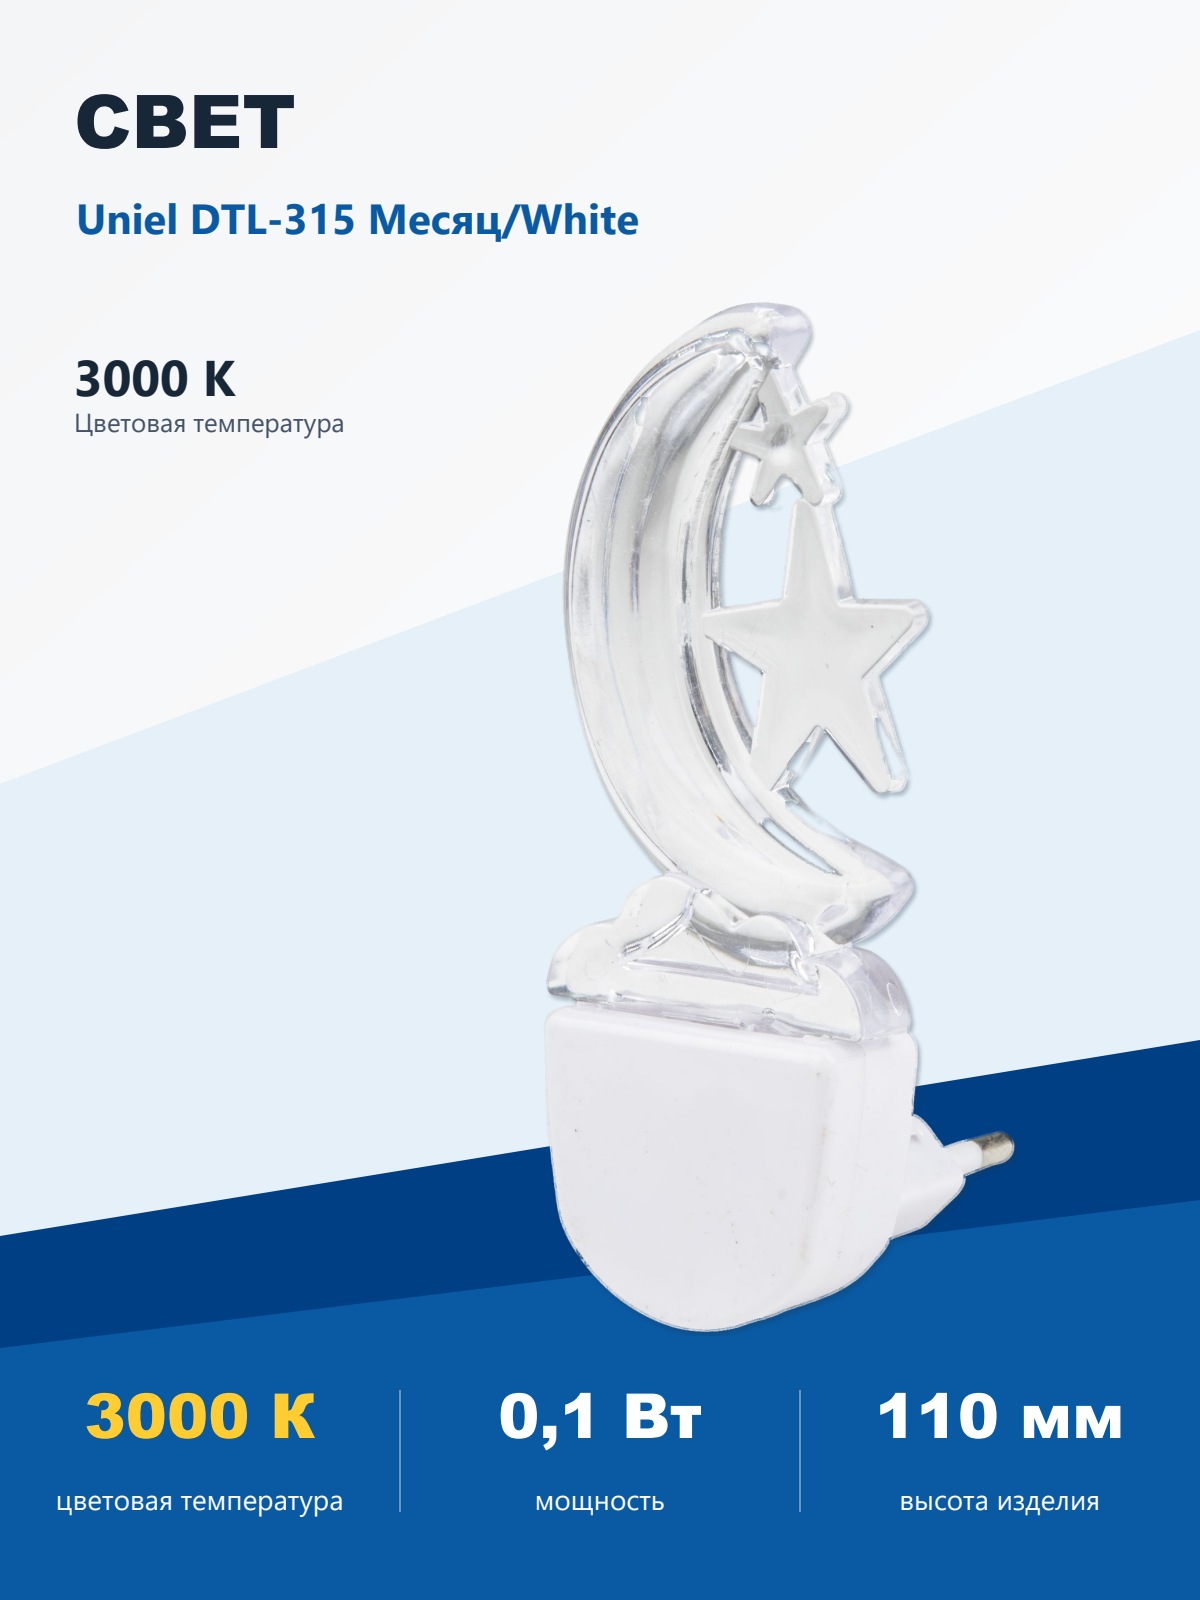 СВЕТ
Uniel DTL-315 Месяц/White
3000 К
Цветовая температура
3000 К
цветовая температура
0,1 Вт
мощность
110 мм
высота изделия